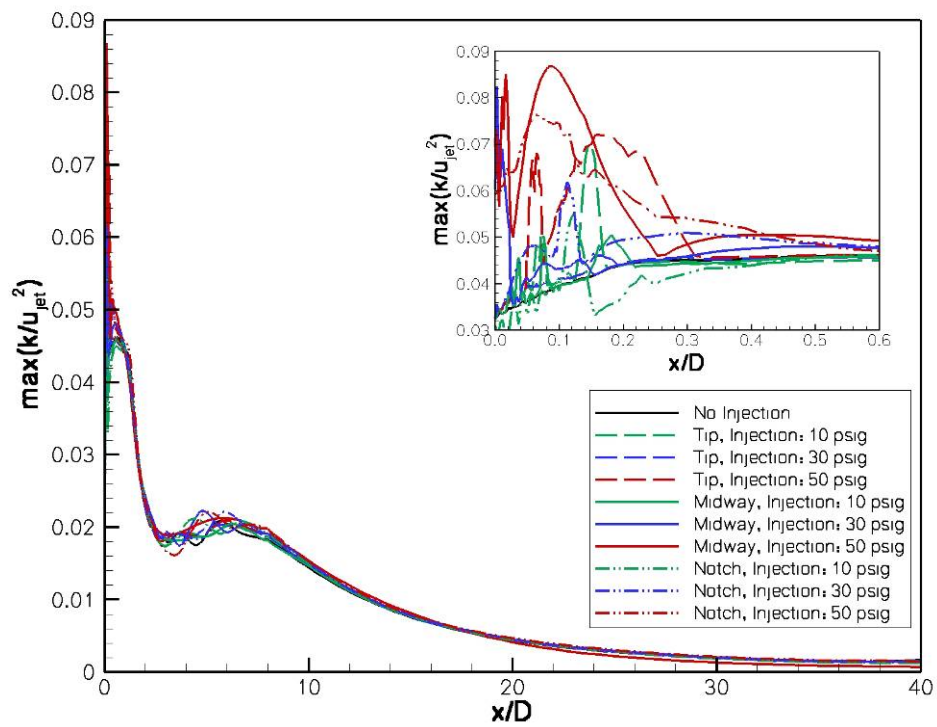 0.09
0.08
0.07
0.06
0.05
0.04
0.03
0.02
0.01
0
max(k/u_jet^2)
0 10 20 30 40
x/D
0.09
0.08
0.07
0.06
0.05
0.04
0.03
max(k/u_jet^2)
0.0 0.1 0.2 0.3 0.4 0.5 0.6
x/D
No Injection
Tip, Injection: 10 psig
Tip, Injection: 30 psig
Tip, Injection: 50 psig
Midway, Injection: 10 psig
Midway, Injection: 30 psig
Midway, Injection: 50 psig
Notch, Injection: 10 psig
Notch, Injection: 30 psig
Notch, Injection: 50 psig